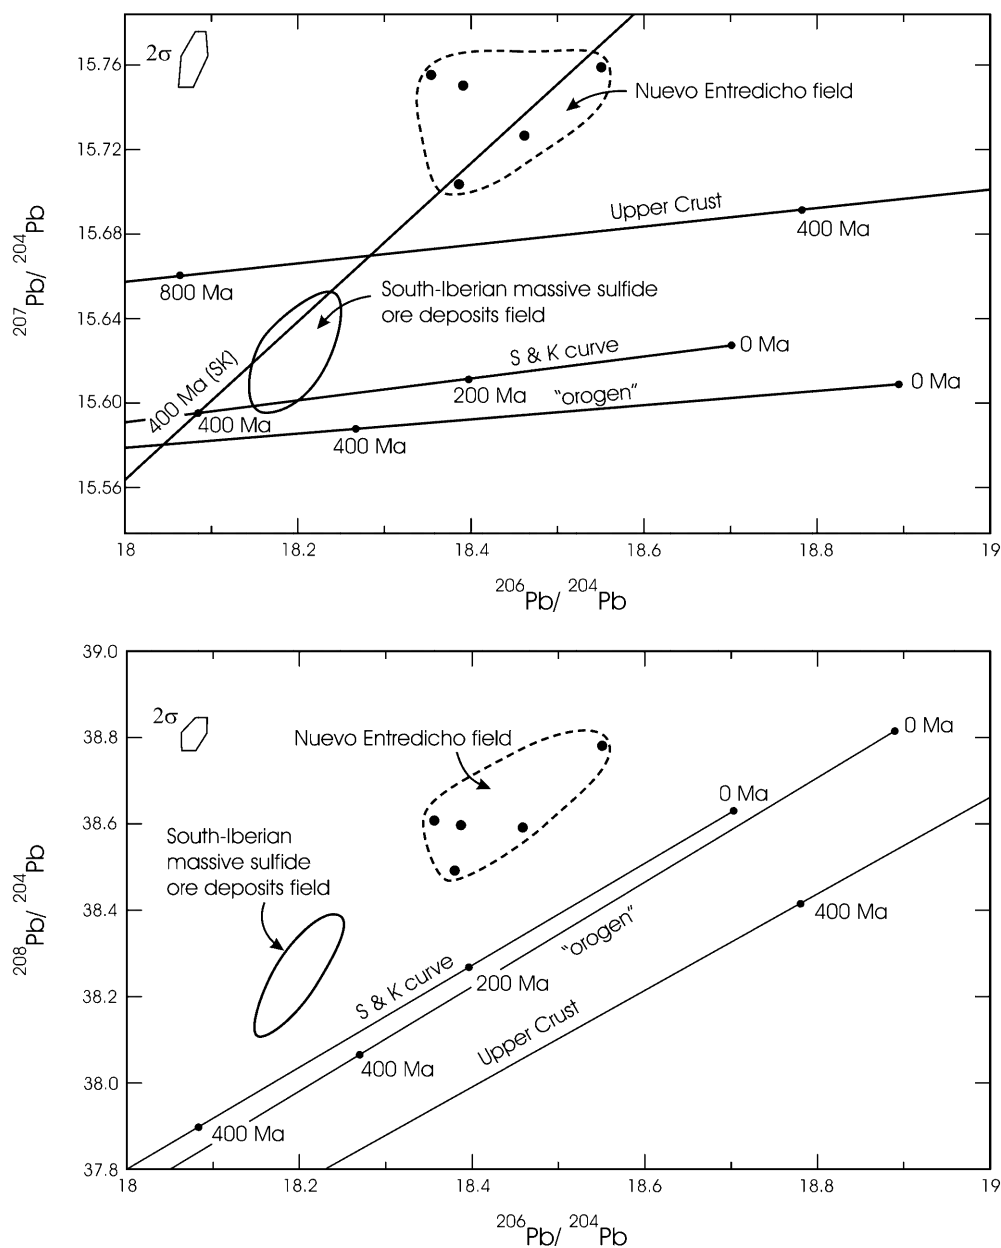 15.76
2σ
Nuevo Entredicho field
15.72
Upper Crust
15.68
400 Ma
800 Ma
South-Iberian massive sulfide
ore deposits field
15.64
S & K curve
0 Ma
400 Ma (SK)
200 Ma
"orogen"
0 Ma
15.60
400 Ma
400 Ma
15.56
207Pb/ 204Pb
18
18.2
18.4
18.6
18.8
19
206Pb/ 204Pb
39.0
2σ
38.8
Nuevo Entredicho field
0 Ma
0 Ma
38.6
South-Iberian
massive sulfide
ore deposits field
38.4
400 Ma
"orogen"
S & K curve
200 Ma
38.2
Upper Crust
400 Ma
38.0
400 Ma
37.8
208Pb/ 204Pb
18
18.2
18.4
18.6
18.8
19
206Pb/ 204Pb